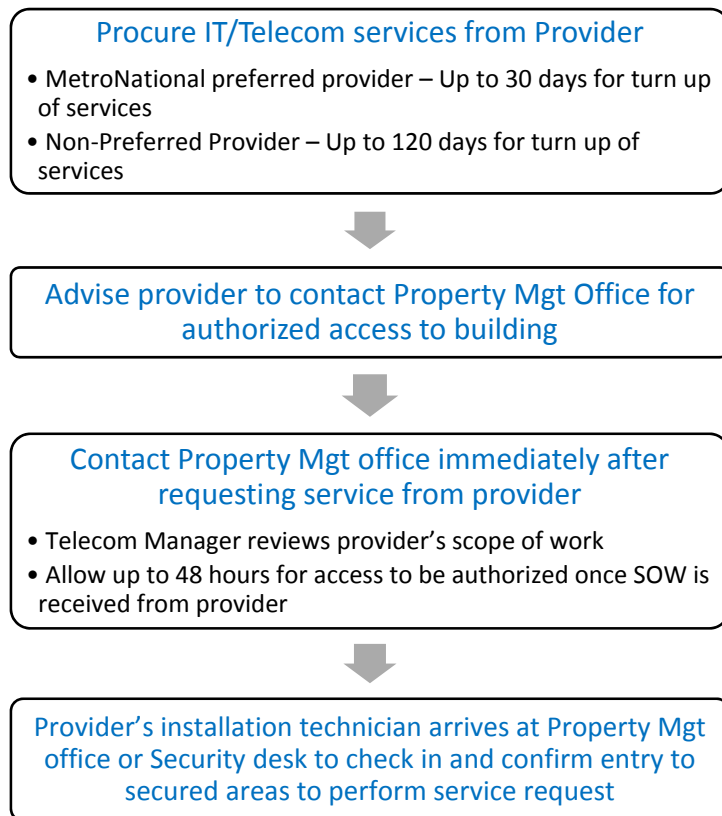 Procure IT/Telecom services from Provider
• MetroNational preferred provider – Up to 30 days for turn up
of services
• Non-Preferred Provider – Up to 120 days for turn up of
services
Advise provider to contact Property Mgt Office for
authorized access to building
Contact Property Mgt office immediately after
requesting service from provider
• Telecom Manager reviews provider’s scope of work
• Allow up to 48 hours for access to be authorized once SOW is
received from provider
Provider’s installation technician arrives at Property Mgt
office or Security desk to check in and confirm entry to
secured areas to perform service request